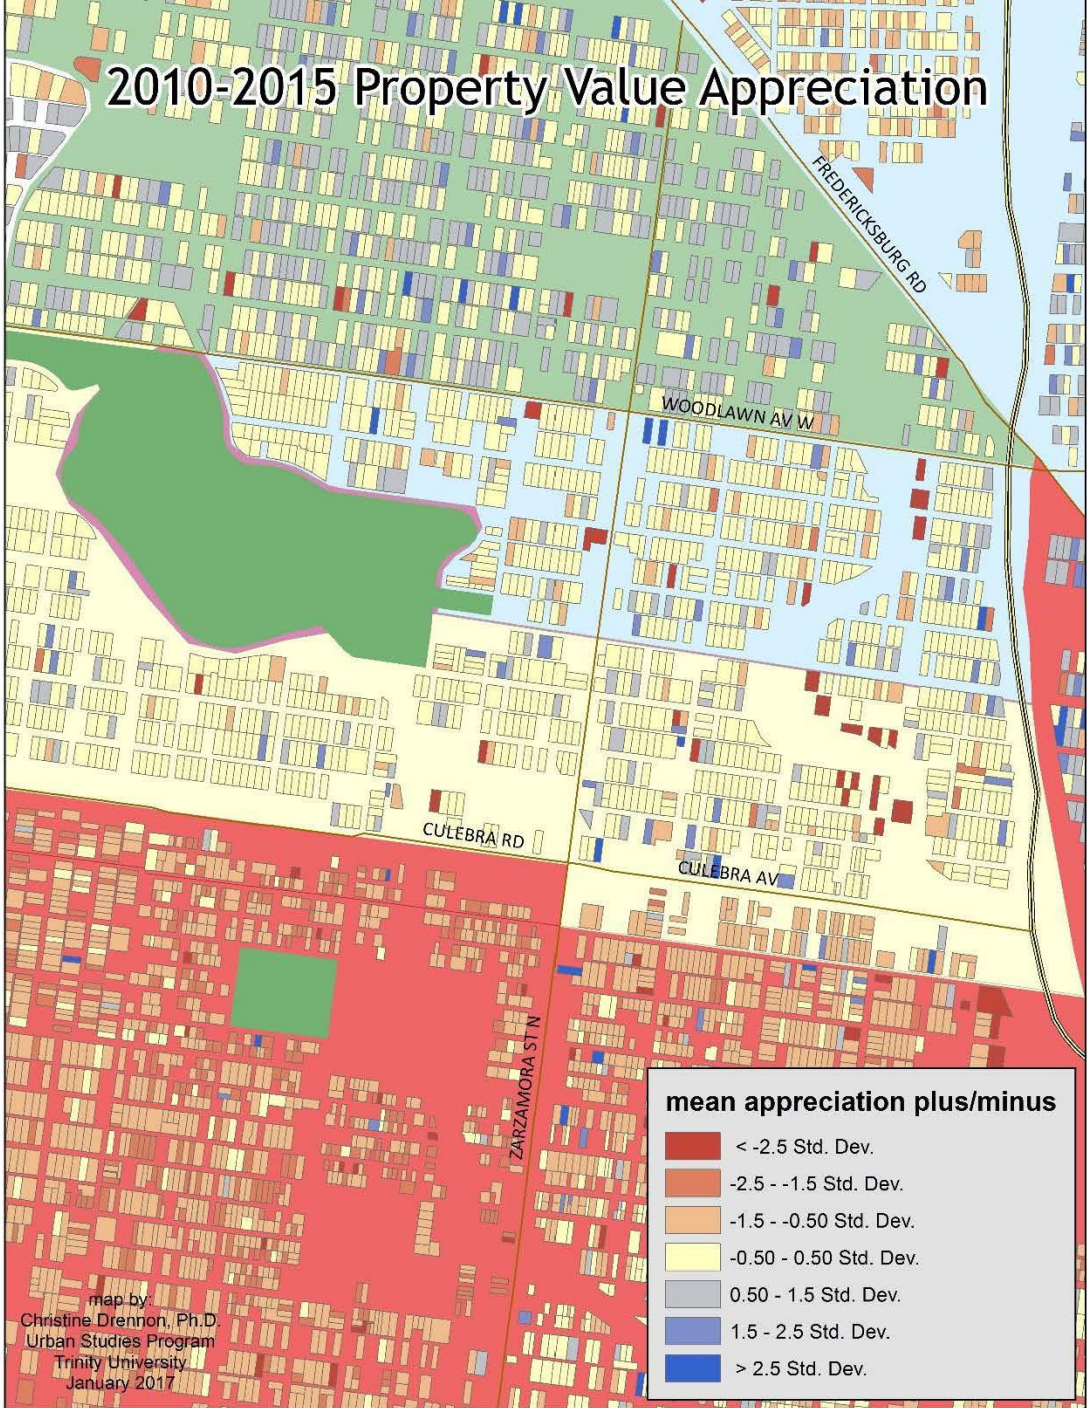 2010-2015 Property Value Appreciation
FREDERICKSBURG RD
WOODLAWN AV W
CULEBRA RD
CULEBRA AV
ZARZAMORA ST N
mean appreciation plus/minus
< -2.5 Std. Dev.
-2.5 - -1.5 Std. Dev.
-1.5 - -0.50 Std. Dev.
-0.50 - 0.50 Std. Dev.
0.50 - 1.5 Std. Dev.
1.5 - 2.5 Std. Dev.
> 2.5 Std. Dev.
map by:
Christine Drennon, Ph.D.
Urban Studies Program
Trinity University
January 2017